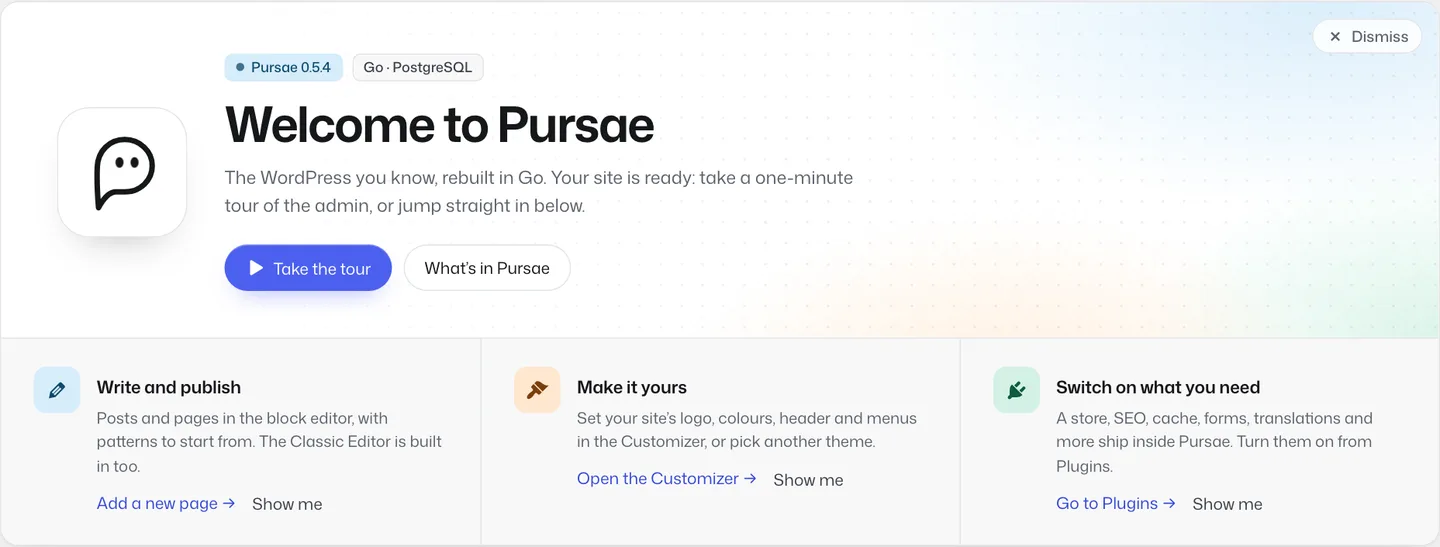 × Dismiss
Pursae 0.5.4
Go · PostgreSQL
Welcome to Pursae
The WordPress you know, rebuilt in Go. Your site is ready: take a one-minute
tour of the admin, or jump straight in below.
Take the tour
What's in Pursae
Write and publish
Posts and pages in the block editor, with
patterns to start from. The Classic Editor is built
in too.
Add a new page →
Show me
Make it yours
Set your site's logo, colours, header and menus
in the Customizer, or pick another theme.
Open the Customizer →
Show me
Switch on what you need
A store, SEO, cache, forms, translations and
more ship inside Pursae. Turn them on from
Plugins.
Go to Plugins →
Show me